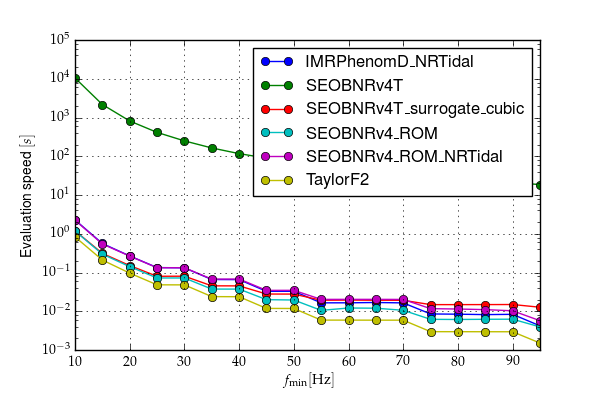 10^5
10^4
10^3
10^2
10^1
10^0
10^-1
10^-2
10^-3
Evaluation speed [s]
IMRPhenomD_NRTidal
SEOBNRv4T
SEOBNRv4T_surrogate_cubic
SEOBNRv4_ROM
SEOBNRv4_ROM_NRTidal
TaylorF2
10 20 30 40 50 60 70 80 90
f_min[Hz]